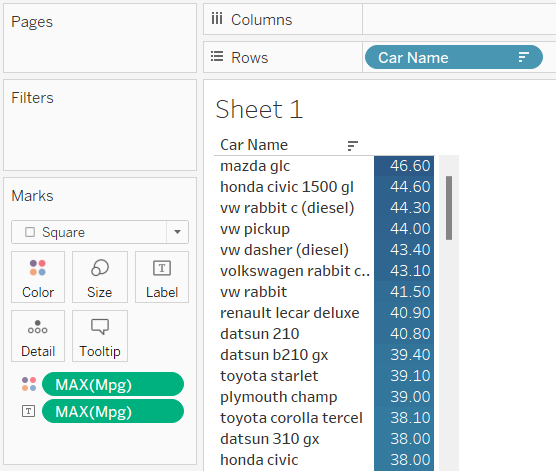 Pages
Columns
Rows
Car Name
Filters
Marks
Square
Color
Size
Label
Detail
Tooltip
MAX(Mpg)
MAX(Mpg)
Sheet 1
Car Name
mazda glc 46.60
honda civic 1500 gl 44.60
vw rabbit c (diesel) 44.30
vw pickup 44.00
vw dasher (diesel) 43.40
volkswagen rabbit c.. 43.10
vw rabbit 41.50
renault lecar deluxe 40.90
datsun 210 40.80
datsun b210 gx 39.40
toyota starlet 39.10
plymouth champ 39.00
toyota corolla tercel 38.10
datsun 310 gx 38.00
honda civic 38.00